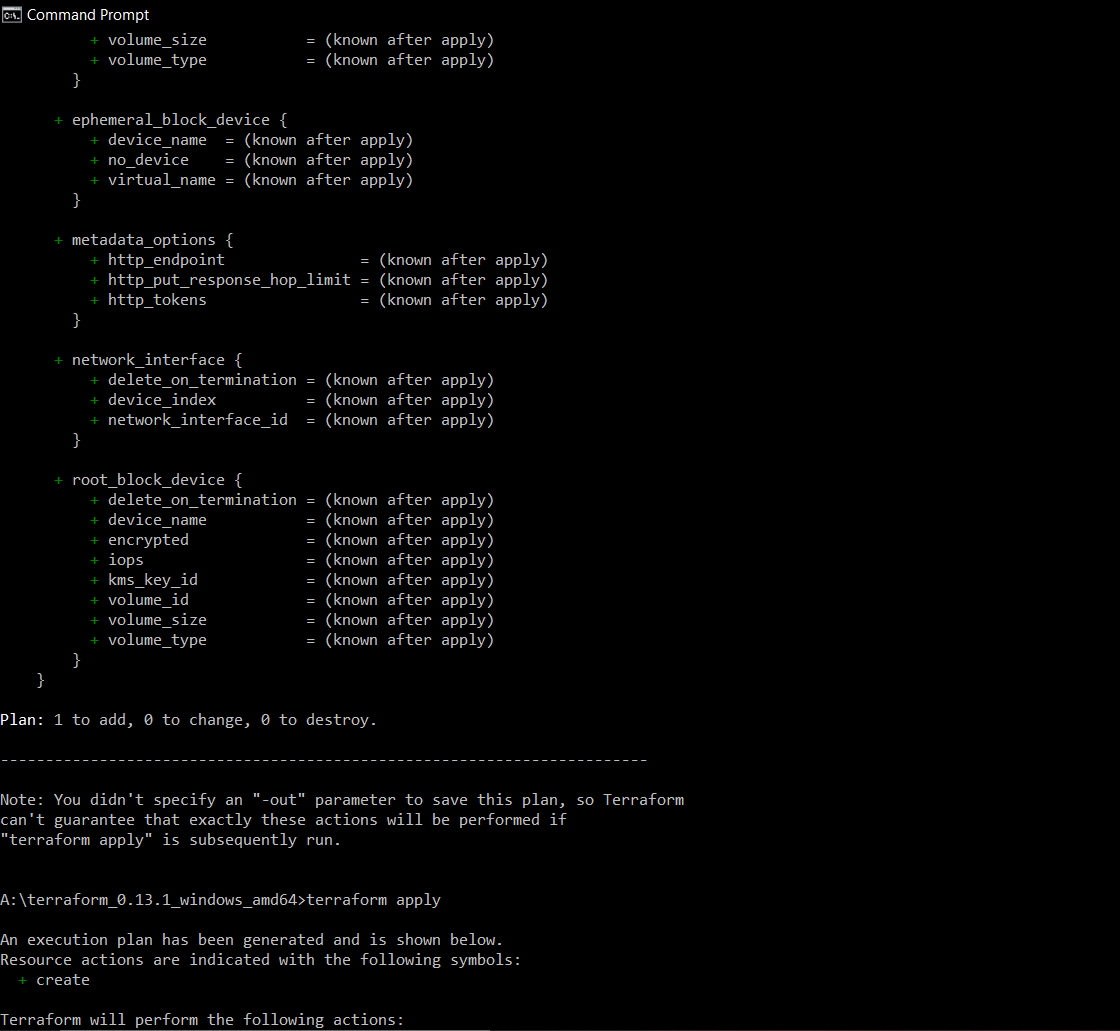 Command Prompt
+ volume_size           = (known after apply)
+ volume_type           = (known after apply)
}
+ ephemeral_block_device {
+ device_name  = (known after apply)
+ no_device    = (known after apply)
+ virtual_name = (known after apply)
}
+ metadata_options {
+ http_endpoint               = (known after apply)
+ http_put_response_hop_limit = (known after apply)
+ http_tokens                 = (known after apply)
}
+ network_interface {
+ delete_on_termination = (known after apply)
+ device_index          = (known after apply)
+ network_interface_id  = (known after apply)
}
+ root_block_device {
+ delete_on_termination = (known after apply)
+ device_name           = (known after apply)
+ encrypted             = (known after apply)
+ iops                  = (known after apply)
+ kms_key_id            = (known after apply)
+ volume_id             = (known after apply)
+ volume_size           = (known after apply)
+ volume_type           = (known after apply)
}
}
Plan: 1 to add, 0 to change, 0 to destroy.
------------------------------------------------------------------------
Note: You didn't specify an "-out" parameter to save this plan, so Terraform
can't guarantee that exactly these actions will be performed if
"terraform apply" is subsequently run.
A:\terraform_0.13.1_windows_amd64>terraform apply
An execution plan has been generated and is shown below.
Resource actions are indicated with the following symbols:
+ create
Terraform will perform the following actions: